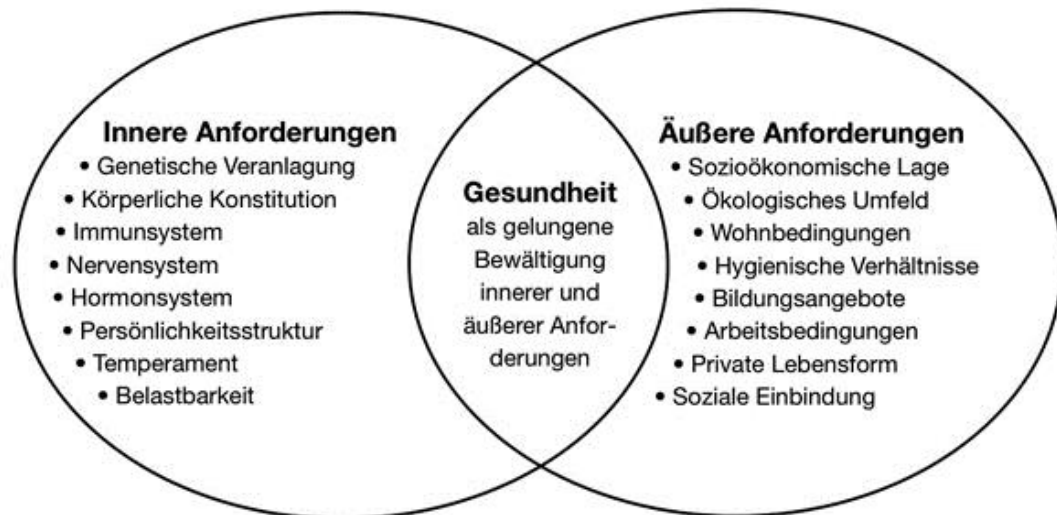 Innere Anforderungen
• Genetische Veranlagung
• Körperliche Konstitution
• Immunsystem
• Nervensystem
• Hormonsystem
• Persönlichkeitsstruktur
• Temperament
• Belastbarkeit
Gesundheit
als gelungene
Bewältigung
innerer und
äußerer Anfor-
derungen
Äußere Anforderungen
• Sozioökonomische Lage
• Ökologisches Umfeld
• Wohnbedingungen
• Hygienische Verhältnisse
• Bildungsangebote
• Arbeitsbedingungen
• Private Lebensform
• Soziale Einbindung